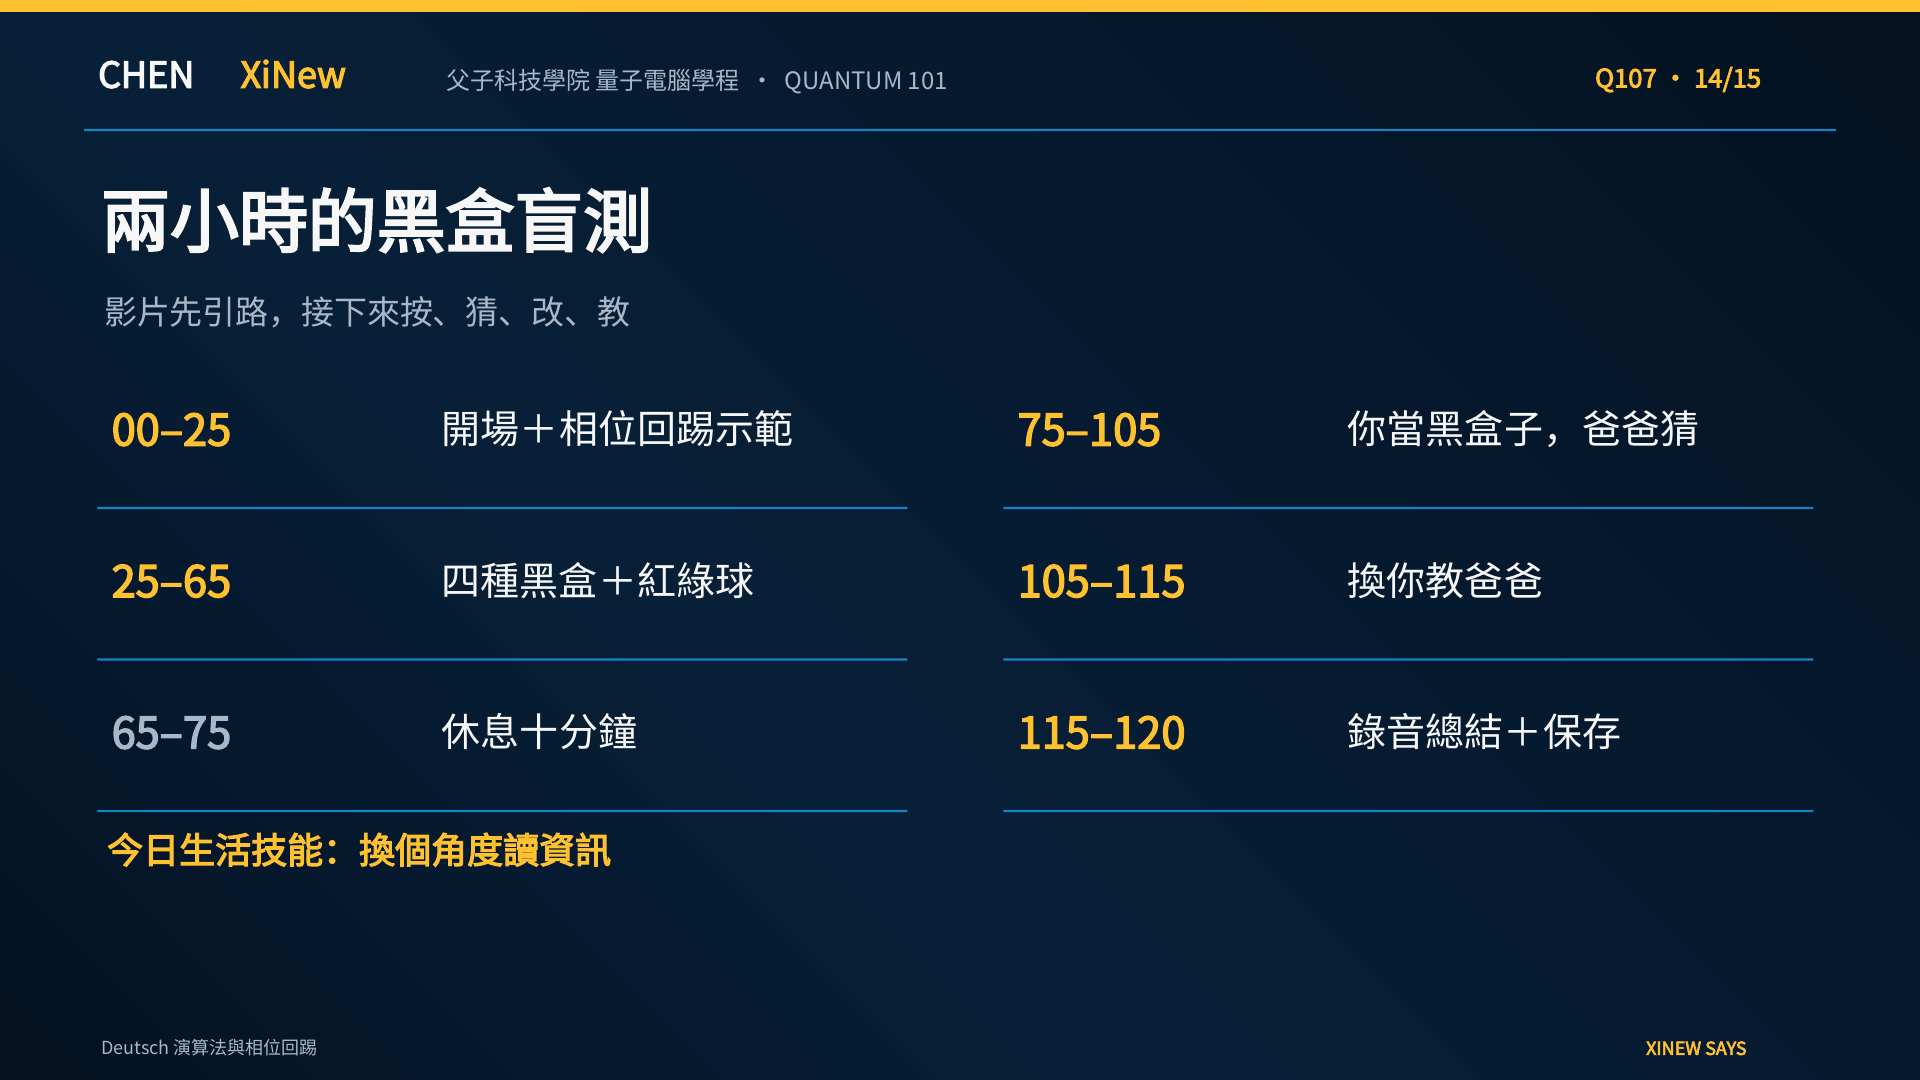 CHEN XiNew 父子科技學院 量子電腦學程 · QUANTUM 101 Q107 · 14/15
兩小時的黑盒盲測
影片先引路，接下來按、猜、改、教
00–25 開場＋相位回踢示範
25–65 四種黑盒＋紅綠球
65–75 休息十分鐘
75–105 你當黑盒子，爸爸猜
105–115 換你教爸爸
115–120 錄音總結＋保存
今日生活技能：換個角度讀資訊
Deutsch 演算法與相位回踢 XINEW SAYS